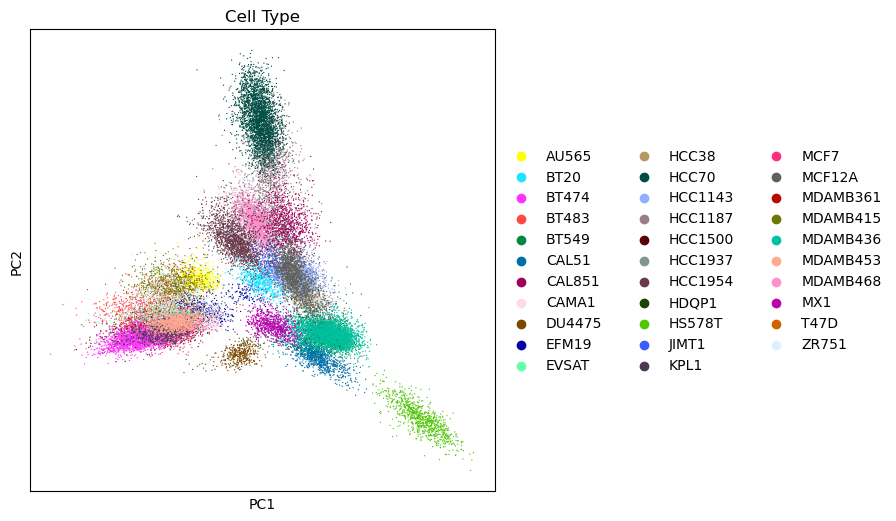 Cell Type
PC2
PC1
AU565
BT20
BT474
BT483
BT549
CAL51
CAL851
CAMA1
DU4475
EFM19
EVSAT
HCC38
HCC70
HCC1143
HCC1187
HCC1500
HCC1937
HCC1954
HDQP1
HS578T
JIMT1
KPL1
MCF7
MCF12A
MDAMB361
MDAMB415
MDAMB436
MDAMB453
MDAMB468
MX1
T47D
ZR751